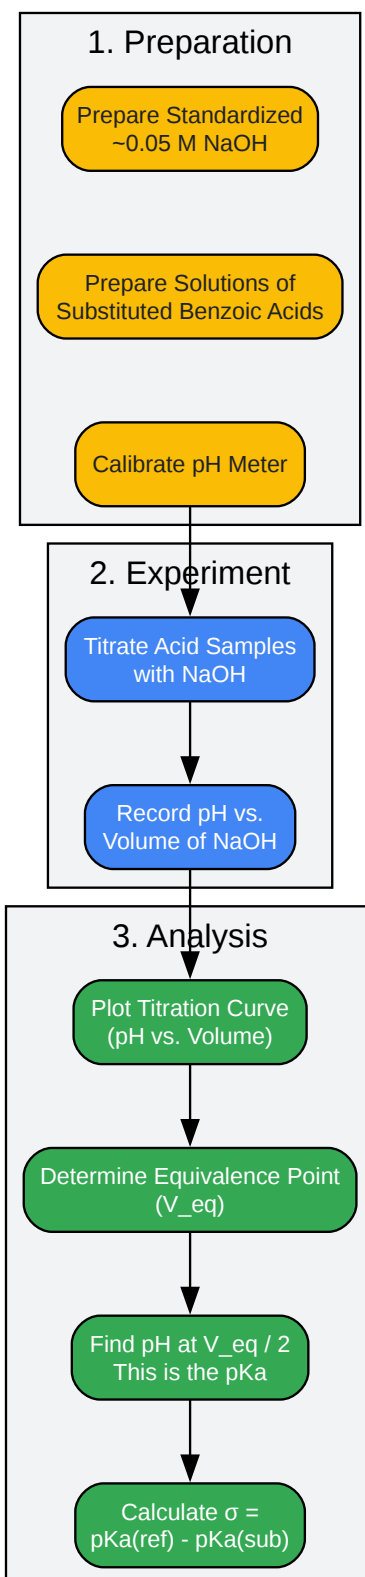 1. Preparation
Prepare Standardized
~0.05 M NaOH
Prepare Solutions of
Substituted Benzoic Acids
Calibrate pH Meter
2. Experiment
Titrate Acid Samples
with NaOH
Record pH vs.
Volume of NaOH
3. Analysis
Plot Titration Curve
(pH vs. Volume)
Determine Equivalence Point
(V_eq)
Find pH at V_eq / 2
This is the pKa
Calculate σ =
pKa(ref) - pKa(sub)